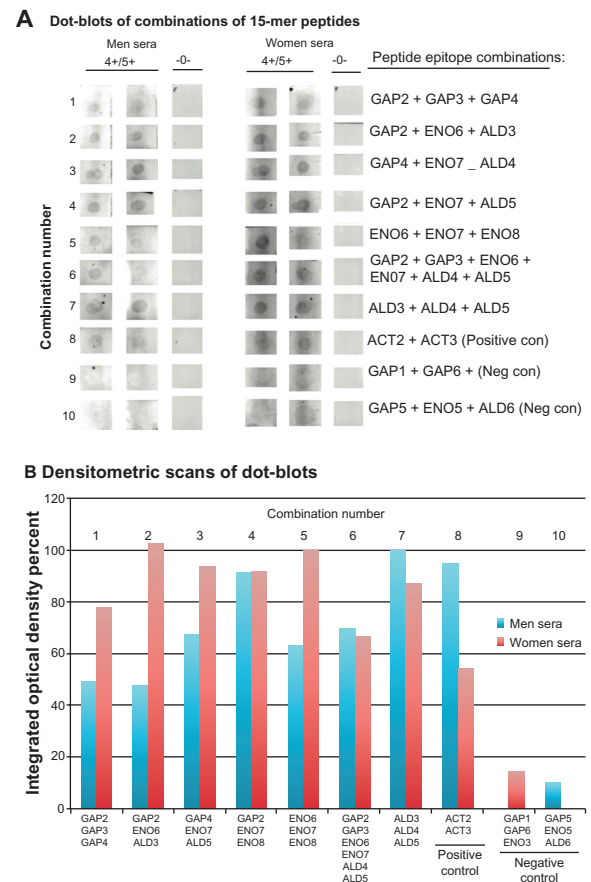 A Dot-blots of combinations of 15-mer peptides
Men sera
Women sera
4+/5+ -0- 4+/5+ -0- Peptide epitope combinations:
Combination number
1 GAP2 + GAP3 + GAP4
2 GAP2 + ENO6 + ALD3
3 GAP4 + ENO7 _ ALD4
4 GAP2 + ENO7 + ALD5
5 ENO6 + ENO7 + ENO8
6 GAP2 + GAP3 + ENO6 +
EN07 + ALD4 + ALD5
7 ALD3 + ALD4 + ALD5
8 ACT2 + ACT3 (Positive con)
9 GAP1 + GAP6 + (Neg con)
10 GAP5 + ENO5 + ALD6 (Neg con)
B Densitometric scans of dot-blots
Integrated optical density percent
120
100
80
60
40
20
0
Combination number
1 2 3 4 5 6 7 8 9 10
Men sera
Women sera
GAP2 GAP2 GAP4 GAP2 ENO6 GAP2 ALD3 ACT2 GAP1 GAP5
GAP3 ENO6 ENO7 ENO7 ENO7 GAP3 ALD4 ACT3 GAP6 ENO5
GAP4 ALD3 ALD5 ENO8 ENO8 ENO6 ALD5 ENO3 ALD6
ENO7
ALD4
ALD5
Positive
control
Negative
control